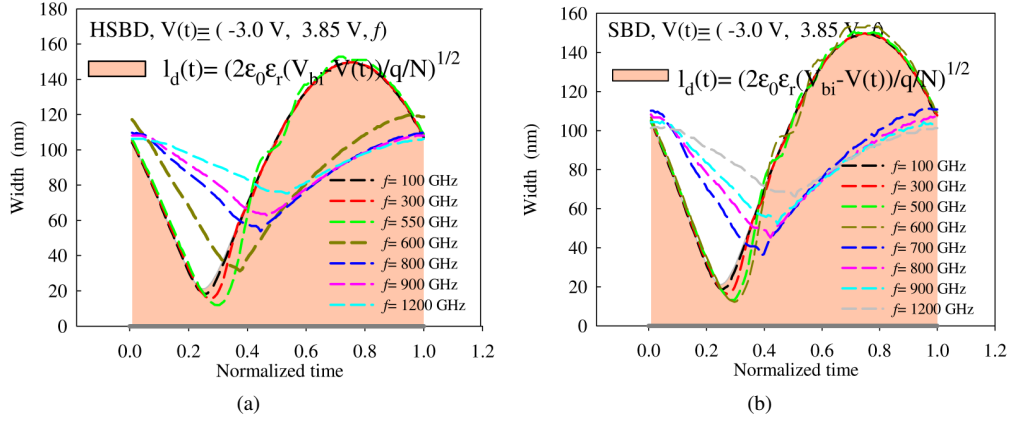 HSBD, V(t)= ( -3.0 V, 3.85 V, f)
l_d(t)= (2ε₀ε_r(V_bi-V(t))/q/N)^1/2
180
160
140
120
100
80
60
40
20
0
Width (nm)
f= 100 GHz
f= 300 GHz
f= 550 GHz
f= 600 GHz
f= 800 GHz
f= 900 GHz
f= 1200 GHz
0.0 0.2 0.4 0.6 0.8 1.0 1.2
Normalized time
(a)
SBD, V(t)= ( -3.0 V, 3.85 V, f)
l_d(t)= (2ε₀ε_r(V_bi-V(t))/q/N)^1/2
160
140
120
100
80
60
40
20
0
Width (nm)
f= 100 GHz
f= 300 GHz
f= 500 GHz
f= 600 GHz
f= 700 GHz
f= 800 GHz
f= 900 GHz
f= 1200 GHz
0.0 0.2 0.4 0.6 0.8 1.0 1.2
Normalized time
(b)